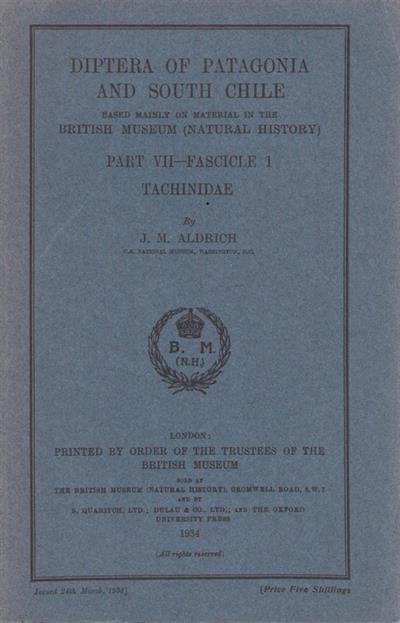 DIPTERA OF PATAGONIA
AND SOUTH CHILE
BASED MAINLY ON MATERIAL IN THE
BRITISH MUSEUM (NATURAL HISTORY)
PART VII—FASCICLE 1
TACHINIDAE
By
J. M. ALDRICH
U.S. NATIONAL MUSEUM, WASHINGTON, D.C.
B. M.
(N.H.)
LONDON:
PRINTED BY ORDER OF THE TRUSTEES OF THE
BRITISH MUSEUM
SOLD AT
THE BRITISH MUSEUM (NATURAL HISTORY), CROMWELL ROAD, S.W.7
AND BY
B. QUARITCH, LTD.; DULAU & CO., LTD.; AND THE OXFORD
UNIVERSITY PRESS
1934
(All rights reserved)
Issued 24th March, 1934]
[Price Five Shillings